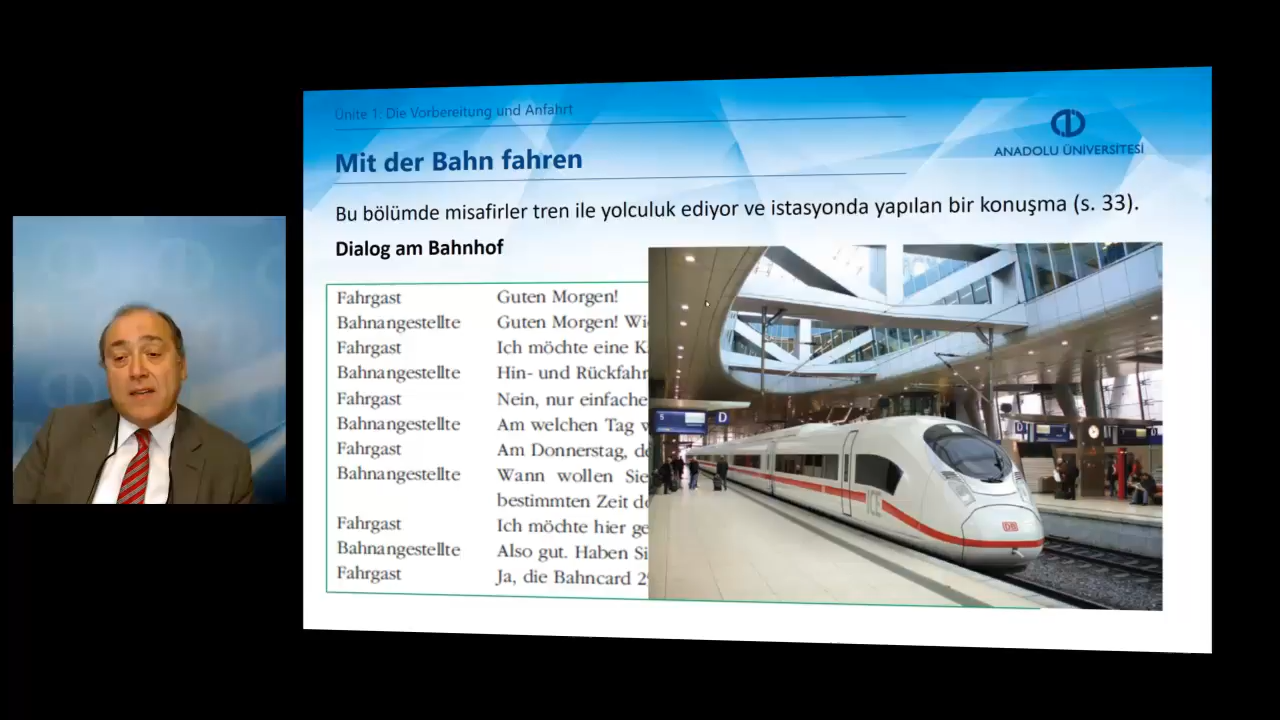 Ünite 1: Die Vorbereitung und Anfahrt
ANADOLU ÜNİVERSİTESİ
Mit der Bahn fahren
Bu bölümde misafirler tren ile yolculuk ediyor ve istasyonda yapılan bir konuşma (s. 33).
Dialog am Bahnhof
Fahrgast Guten Morgen!
Bahnangestellte Guten Morgen!
Fahrgast Ich möchte eine
Bahnangestellte Hin- und
Fahrgast Nein, nur einfache
Bahnangestellte Am welchen Tag
Fahrgast Am Donnerstag,
Bahnangestellte Wann wollen Sie
bestimmten Zeit
Fahrgast Ich möchte hier
Bahnangestellte Also gut. Haben
Fahrgast Ja, die Bahncard
D
ICE
DB
D